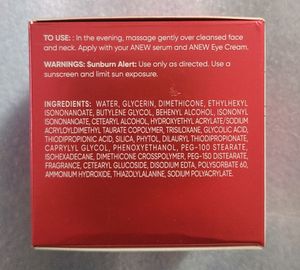 TO USE: : In the evening, massage gently over cleansed face
and neck. Apply with your ANEW serum and ANEW Eye Cream.
WARNINGS: Sunburn Alert: Use only as directed. Use a
sunscreen and limit sun exposure.
INGREDIENTS: WATER, GLYCERIN, DIMETHICONE, ETHYLHEXYL
ISONONANOATE, BUTYLENE GLYCOL, BEHENYL ALCOHOL, ISONONYL
ISONONANOATE, CETEARYL ALCOHOL, HYDROXYETHYL ACRYLATE/SODIUM
ACRYLOYLDIMETHYL TAURATE COPOLYMER, TRISILOXANE, GLYCOLIC ACID,
THIODIPROPIONIC ACID, SILICA, PHYTOL, DILAURYL THIODIPROPIONATE,
CAPRYLYL GLYCOL, PHENOXYETHANOL, PEG-100 STEARATE,
ISOHEXADECANE, DIMETHICONE CROSSPOLYMER, PEG-150 DISTEARATE,
FRAGRANCE, CETEARYL GLUCOSIDE, DISODIUM EDTA, POLYSORBATE 60,
AMMONIUM HYDROXIDE, THIAZOLYLALANINE, SODIUM POLYACRYLATE.